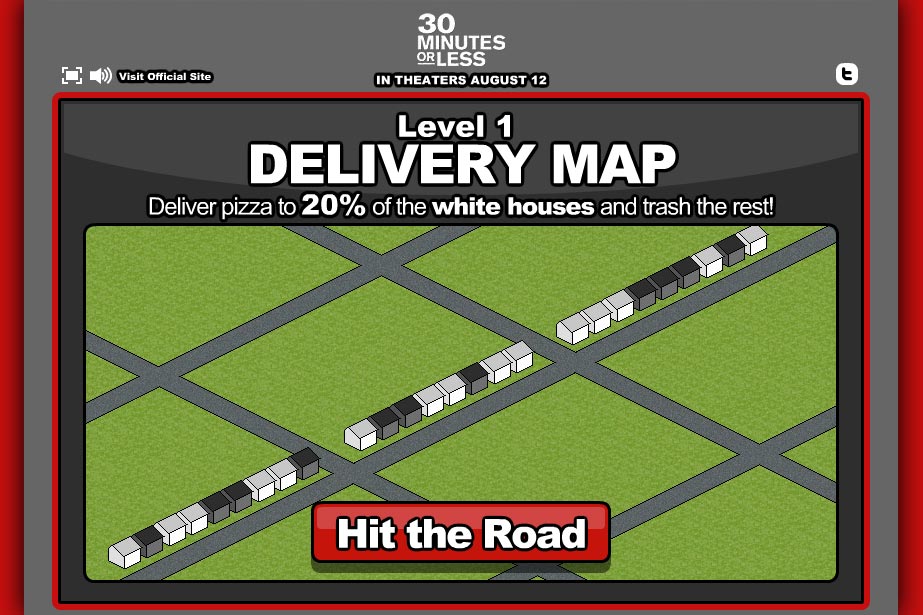 30
MINUTES
OR LESS
IN THEATERS AUGUST 12
Visit Official Site
Level 1
DELIVERY MAP
Deliver pizza to 20% of the white houses and trash the rest!
Hit the Road